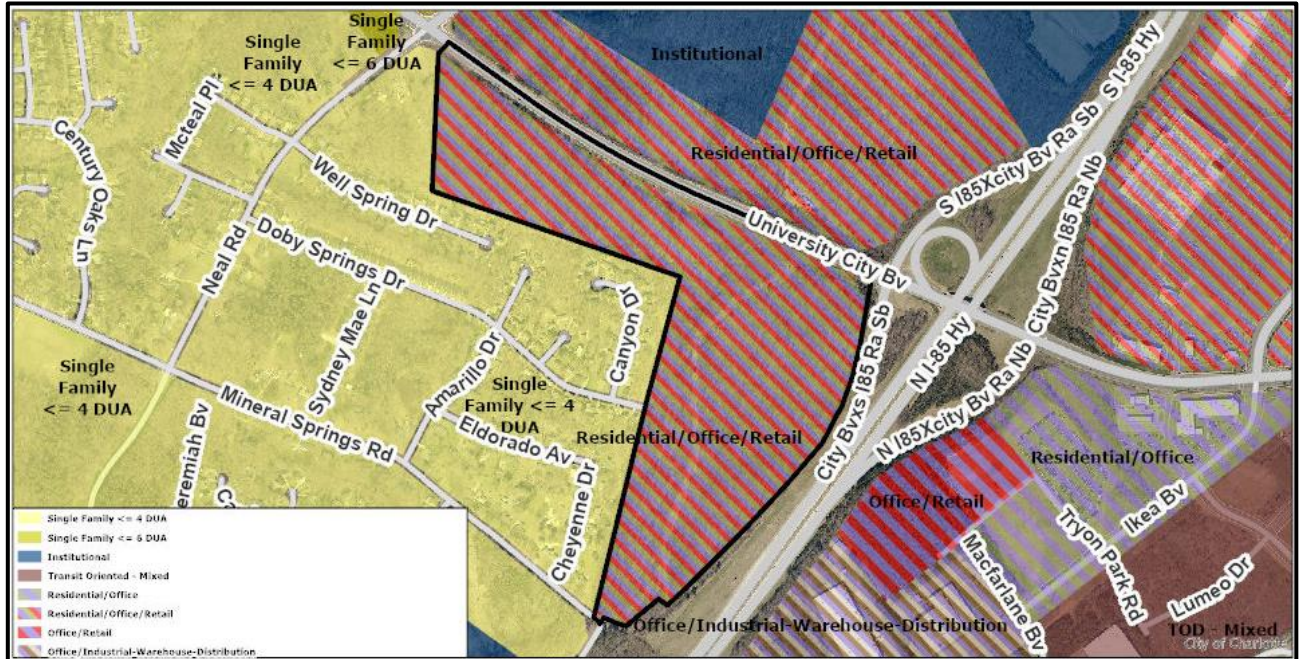 Single
Family
<= 6 DUA
Single
Family
<= 4 DUA
Institutional
S I-85 Hy
Mcteal Pl
Century Oaks Ln
Well Spring Dr
Neal Rd
Doby Springs Dr
Residential/Office/Retail
S I85Xcity Bv Ra Sb
City Bvxn I85 Ra Nb
University City Bv
Sydney Mae Ln
Canyon Dr
Amarillo Dr
City Bvxs I85 Ra Sb
N I-85 Hy
Single
Family
<= 4 DUA
Single
Family <= 4
DUA
Mineral Springs Rd
Eldorado Av
Residential/Office/Retail
N I85Xcity Bv Ra Nb
Residential/Office
eremiah Bv
Cheyenne Dr
Office/Retail
Ikea Bv
Tryon Park Rd
Macfarlane Bv
Lumeo Dr
Office/Industrial-Warehouse-Distribution
TOD - Mixed
City of Charlotte
Single Family <= 4 DUA
Single Family <= 6 DUA
Institutional
Transit Oriented - Mixed
Residential/Office
Residential/Office/Retail
Office/Retail
Office/Industrial-Warehouse-Distribution